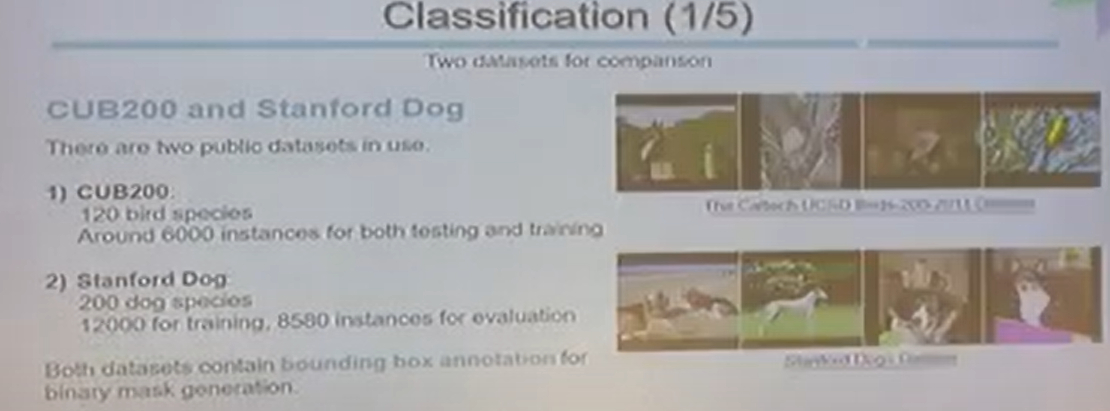 Classification (1/5)
Two datasets for comparison
CUB200 and Stanford Dog
There are two public datasets in use.
1) CUB200:
120 bird species
Around 6000 instances for both testing and training
2) Stanford Dog
200 dog species
12000 for training, 8580 instances for evaluation
Both datasets contain bounding box annotation for
binary mask generation.
The Caltech-UCSD Birds-200-2011
Stanford Dogs